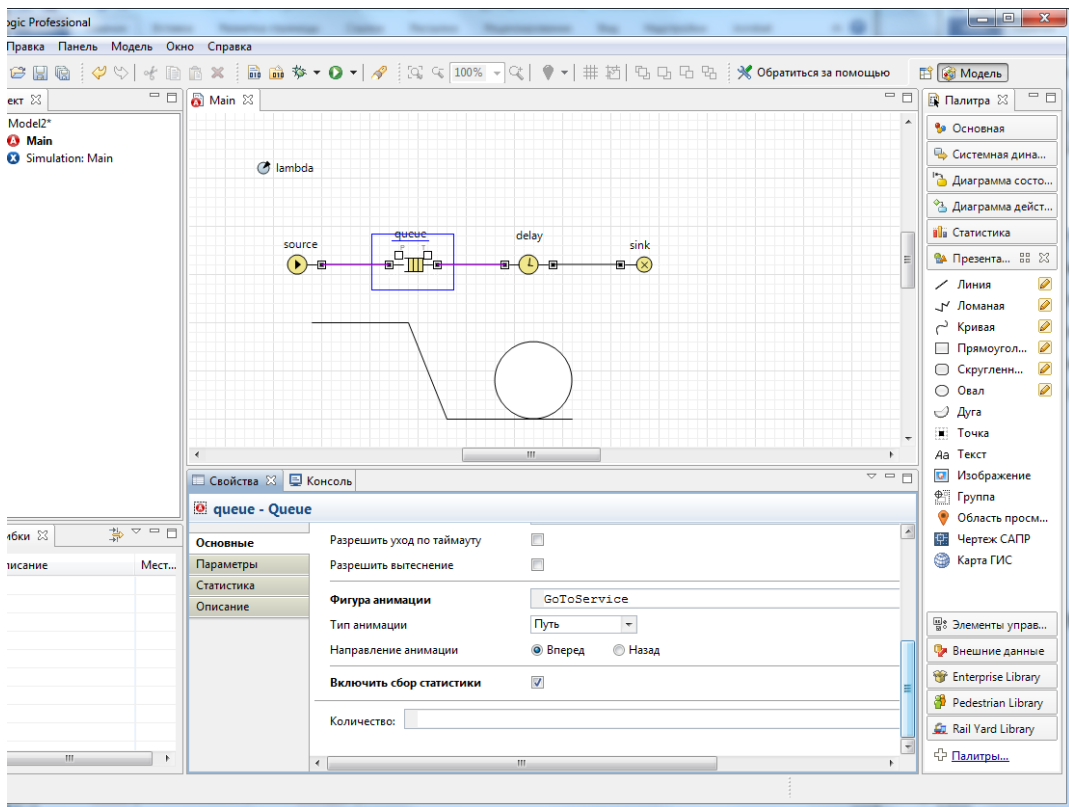 ogic Professional
Правка Панель Модель Окно Справка
100% Обратиться за помощью Модель
ект
Model2*
Main
Simulation: Main
Main
lambda
source
queue
P T
delay
sink
Палитра
Основная
Системная дина...
Диаграмма состо...
Диаграмма дейст...
Статистика
Презента...
Линия
Ломаная
Кривая
Прямоугол...
Скругленн...
Овал
Дуга
Точка
Aa Текст
Изображение
Группа
Область просм...
Чертеж САПР
Карта ГИС
Элементы управ...
Внешние данные
Enterprise Library
Pedestrian Library
Rail Yard Library
Палитры...
Свойства Консоль
queue - Queue
Основные
Параметры
Статистика
Описание
Разрешить уход по таймауту
Разрешить вытеснение
Фигура анимации GoToService
Тип анимации Путь
Направление анимации Вперед Назад
Включить сбор статистики
Количество:
ибки
писание Мест...